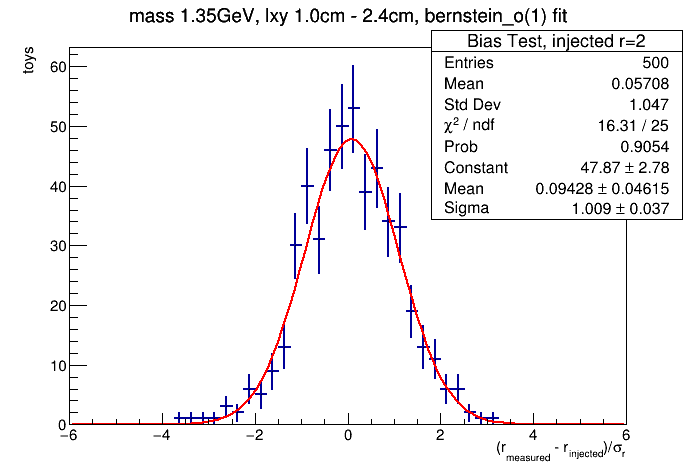 mass 1.35GeV, lxy 1.0cm - 2.4cm, bernstein_o(1) fit
Bias Test, injected r=2
Entries 500
Mean 0.05708
Std Dev 1.047
χ² / ndf 16.31 / 25
Prob 0.9054
Constant 47.87 ± 2.78
Mean 0.09428 ± 0.04615
Sigma 1.009 ± 0.037
toys
60
50
40
30
20
10
0
−6 −4 −2 0 2 4 6
(r_measured - r_injected)/σ_r